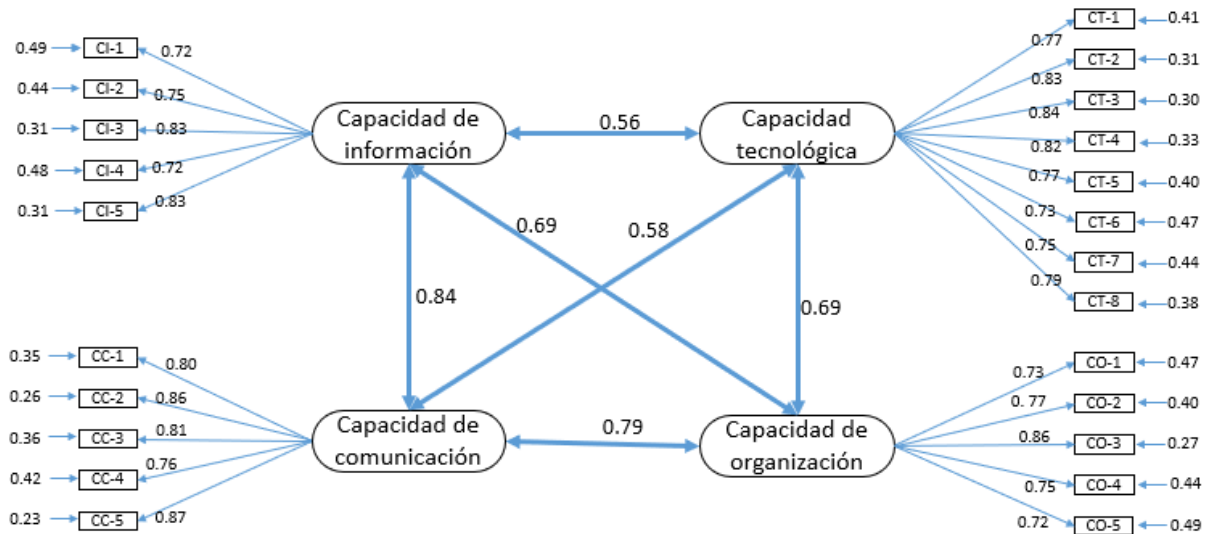 0.49 CI-1 0.72
0.44 CI-2 0.75
0.31 CI-3 0.83
0.48 CI-4 0.72
0.31 CI-5 0.83
Capacidad de
información
0.56
Capacidad
tecnológica
0.77 CT-1 0.41
0.83 CT-2 0.31
0.84 CT-3 0.30
0.82 CT-4 0.33
0.77 CT-5 0.40
0.73 CT-6 0.47
0.75 CT-7 0.44
0.79 CT-8 0.38
0.69
0.58
0.84
0.69
0.35 CC-1 0.80
0.26 CC-2 0.86
0.36 CC-3 0.81
0.42 CC-4 0.76
0.23 CC-5 0.87
Capacidad de
comunicación
0.79
Capacidad de
organización
0.73 CO-1 0.47
0.77 CO-2 0.40
0.86 CO-3 0.27
0.75 CO-4 0.44
0.72 CO-5 0.49